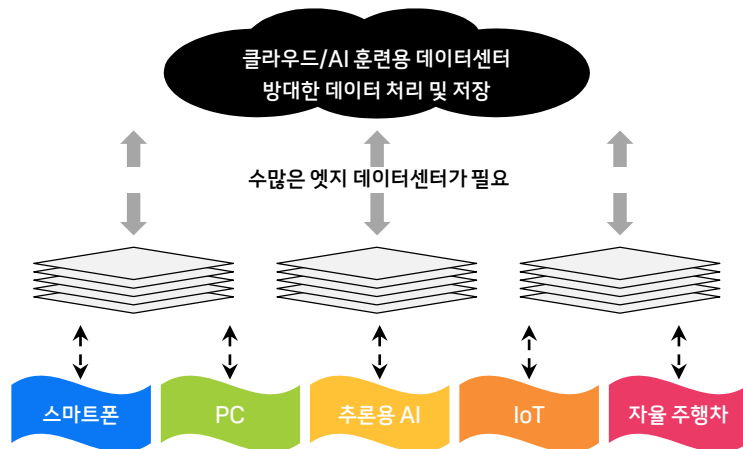 클라우드/AI 훈련용 데이터센터
방대한 데이터 처리 및 저장
수많은 엣지 데이터센터가 필요
스마트폰
PC
추론용 AI
IoT
자율 주행차